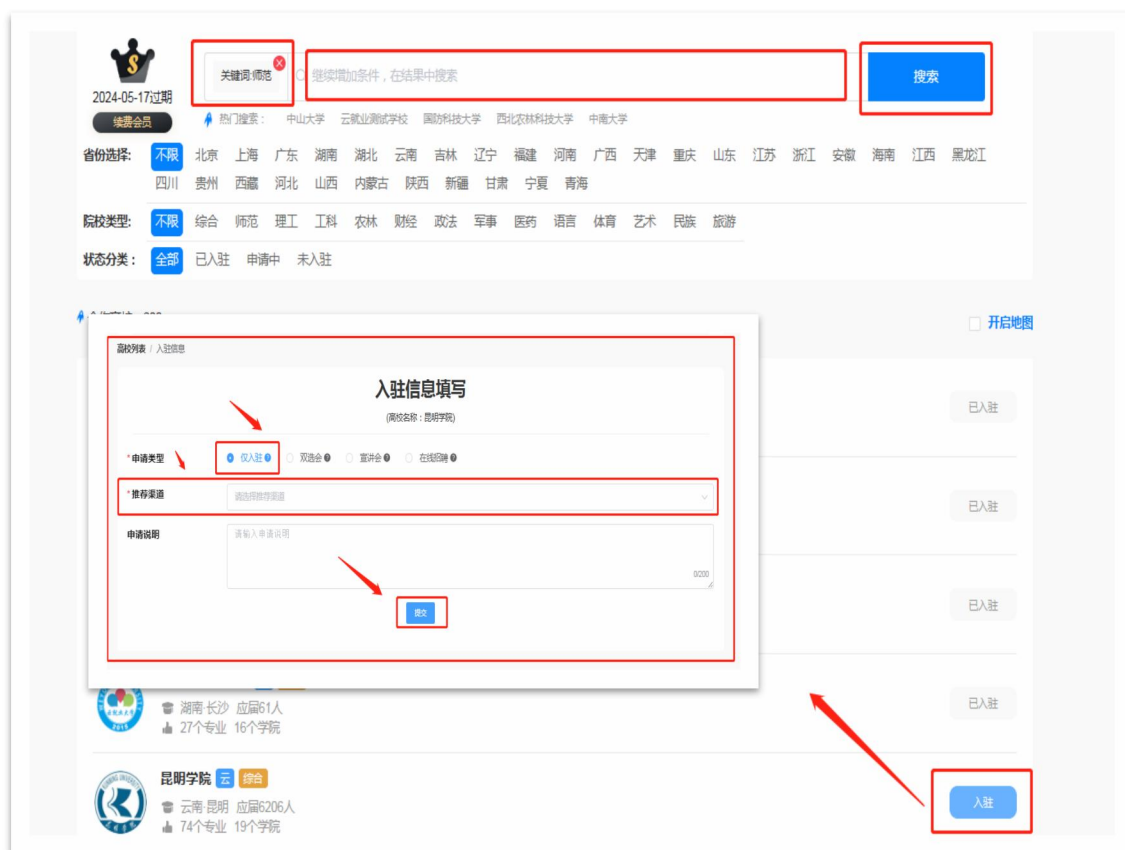 关键词:师范
继续增加条件，在结果中搜索
搜索
2024-05-17过期
续费会员
热门搜索： 中山大学 云就业测试学校 国防科技大学 西北农林科技大学 中南大学
省份选择: 不限 北京 上海 广东 湖南 湖北 云南 吉林 辽宁 福建 河南 广西 天津 重庆 山东 江苏 浙江 安徽 海南 江西 黑龙江
四川 贵州 西藏 河北 山西 内蒙古 陕西 新疆 甘肃 宁夏 青海
院校类型: 不限 综合 师范 理工 工科 农林 财经 政法 军事 医药 语言 体育 艺术 民族 旅游
状态分类： 全部 已入驻 申请中 未入驻
开启地图
高校列表 / 入驻信息
入驻信息填写
(高校名称：昆明学院)
已入驻
*申请类型 仅入驻 双选会 宣讲会 在线招聘
*推荐渠道 请选择推荐渠道
已入驻
申请说明 请输入申请说明
0/200
提交
已入驻
湖南·长沙 应届61人
已入驻
27个专业 16个学院
昆明学院 云 综合
云南·昆明 应届6206人
入驻
74个专业 19个学院